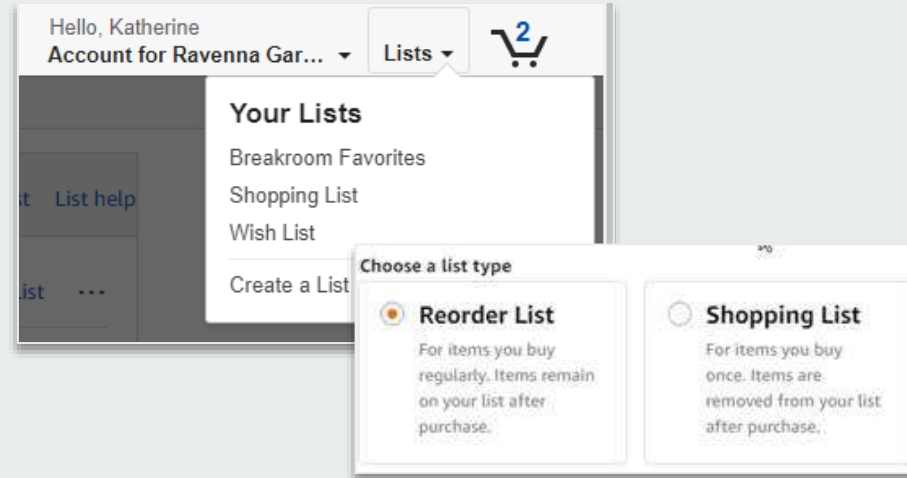 Hello, Katherine
Account for Ravenna Gar...
Lists
2
Your Lists
Breakroom Favorites
Shopping List
Wish List
Create a List
List help
ist
...
Choose a list type
Reorder List
For items you buy
regularly. Items remain
on your list after
purchase.
Shopping List
For items you buy
once. Items are
removed from your list
after purchase.